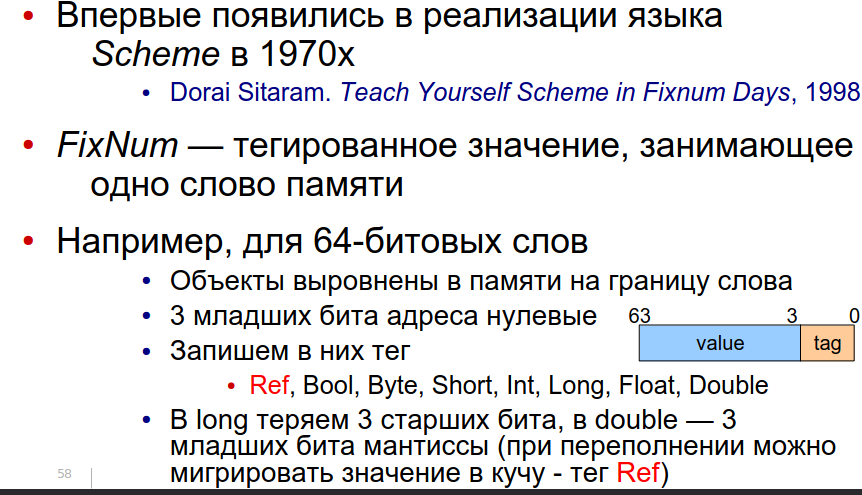 • Впервые появились в реализации языка
Scheme в 1970х
• Dorai Sitaram. Teach Yourself Scheme in Fixnum Days, 1998
• FixNum — тегированное значение, занимающее
одно слово памяти
• Например, для 64-битовых слов
• Объекты выровнены в памяти на границу слова
• 3 младших бита адреса нулевые
63 3 0
value tag
• Запишем в них тег
• Ref, Bool, Byte, Short, Int, Long, Float, Double
• В long теряем 3 старших бита, в double — 3
младших бита мантиссы (при переполнении можно
мигрировать значение в кучу - тег Ref)
58